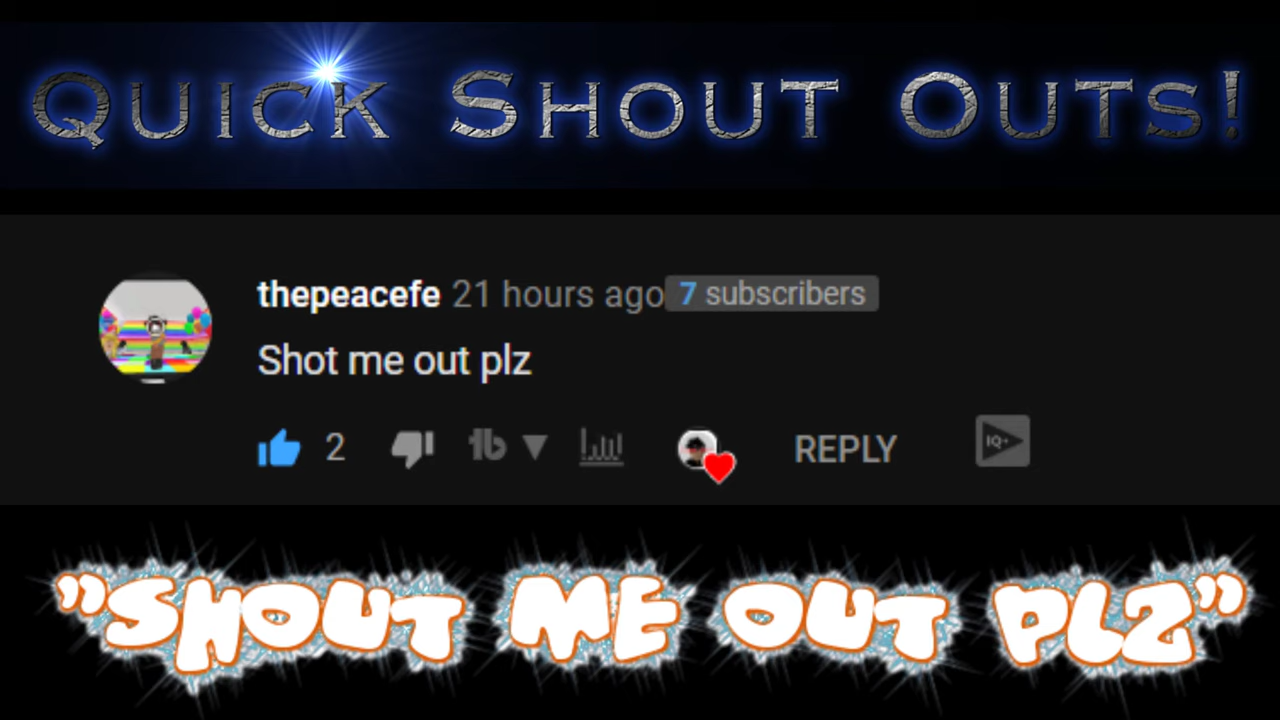 Quick Shout Outs!
thepeacefe 21 hours ago 7 subscribers
Shot me out plz
2 REPLY IQ+
"SHOUT ME OUT PLZ"